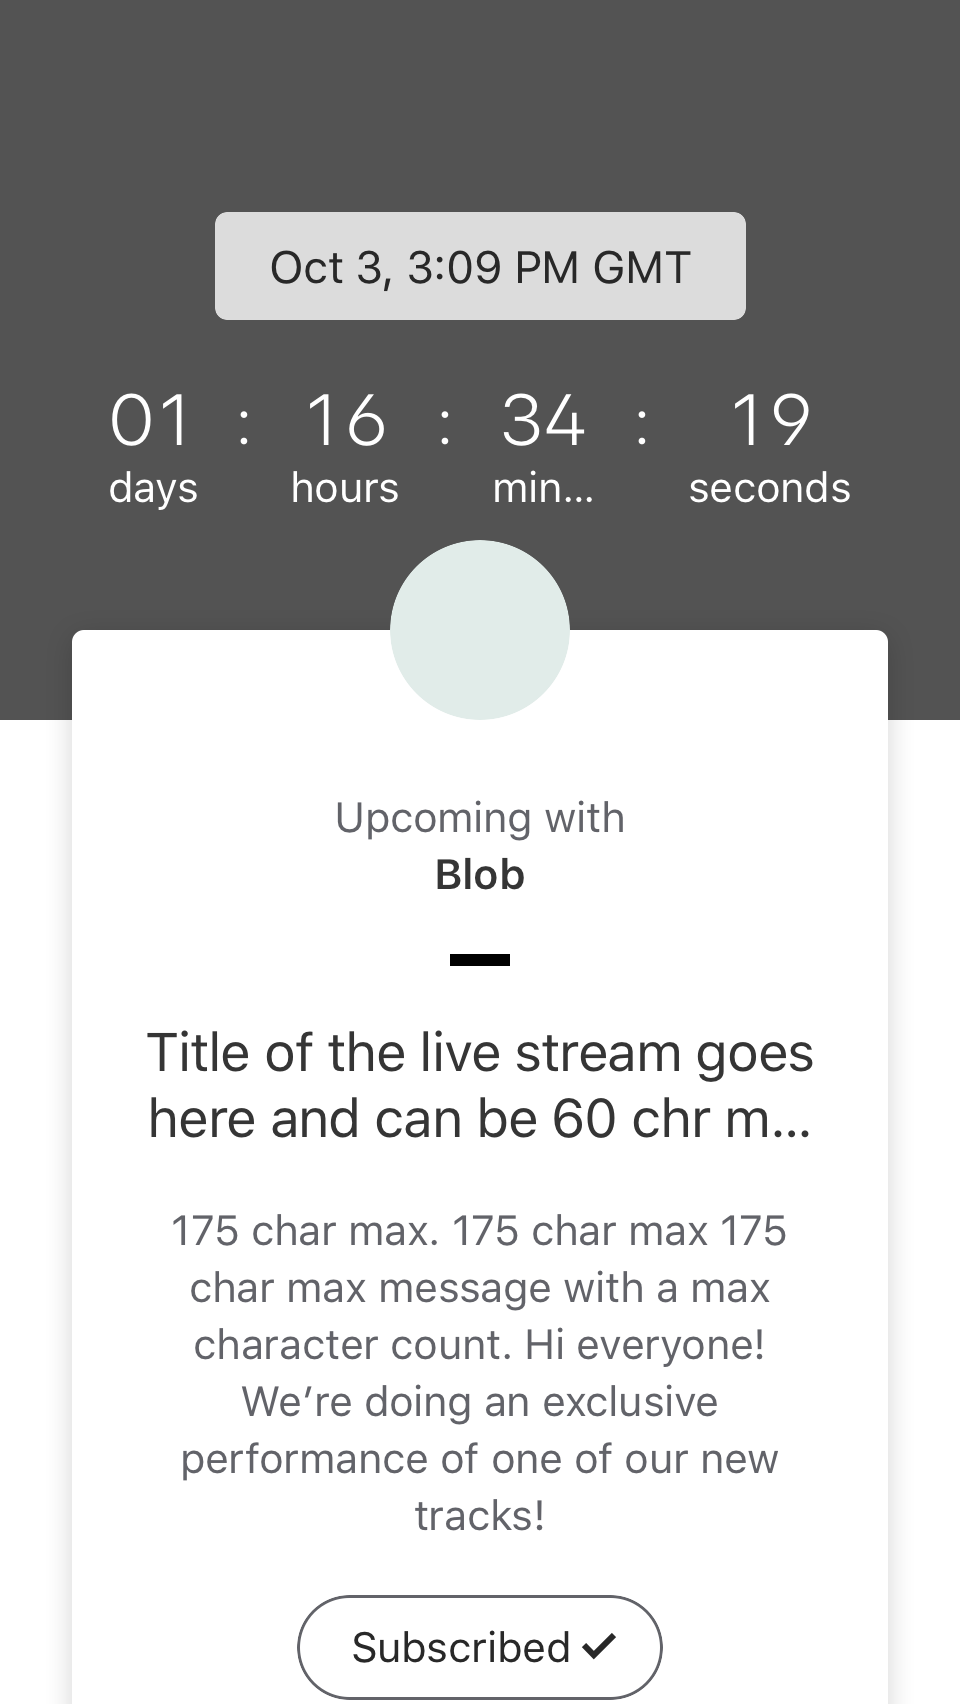 Oct 3, 3:09 PM GMT
01 : 16 : 34 : 19
days hours min... seconds
Upcoming with
Blob
Title of the live stream goes
here and can be 60 chr m...
175 char max. 175 char max 175
char max message with a max
character count. Hi everyone!
We’re doing an exclusive
performance of one of our new
tracks!
Subscribed ✓